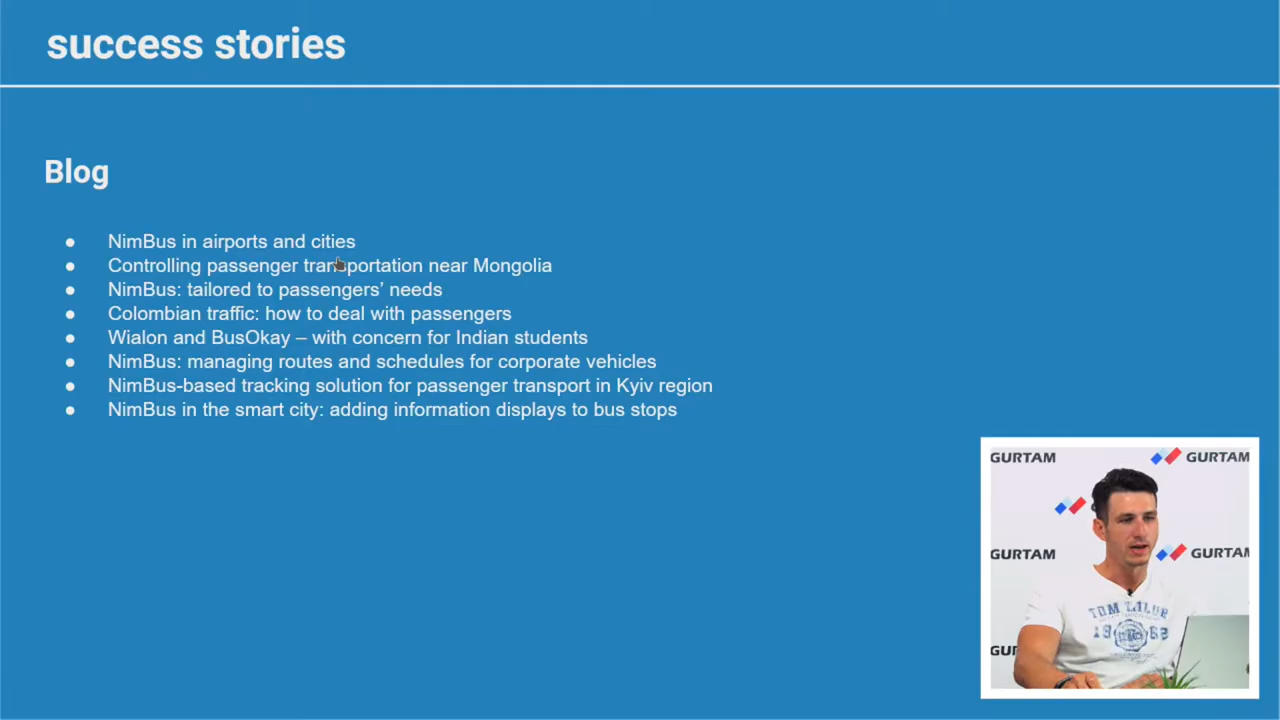 success stories
Blog
● NimBus in airports and cities
● Controlling passenger transportation near Mongolia
● NimBus: tailored to passengers’ needs
● Colombian traffic: how to deal with passengers
● Wialon and BusOkay – with concern for Indian students
● NimBus: managing routes and schedules for corporate vehicles
● NimBus-based tracking solution for passenger transport in Kyiv region
● NimBus in the smart city: adding information displays to bus stops
GURTAM GURTAM
GURTAM GURTAM
TOM TAILOR
1962